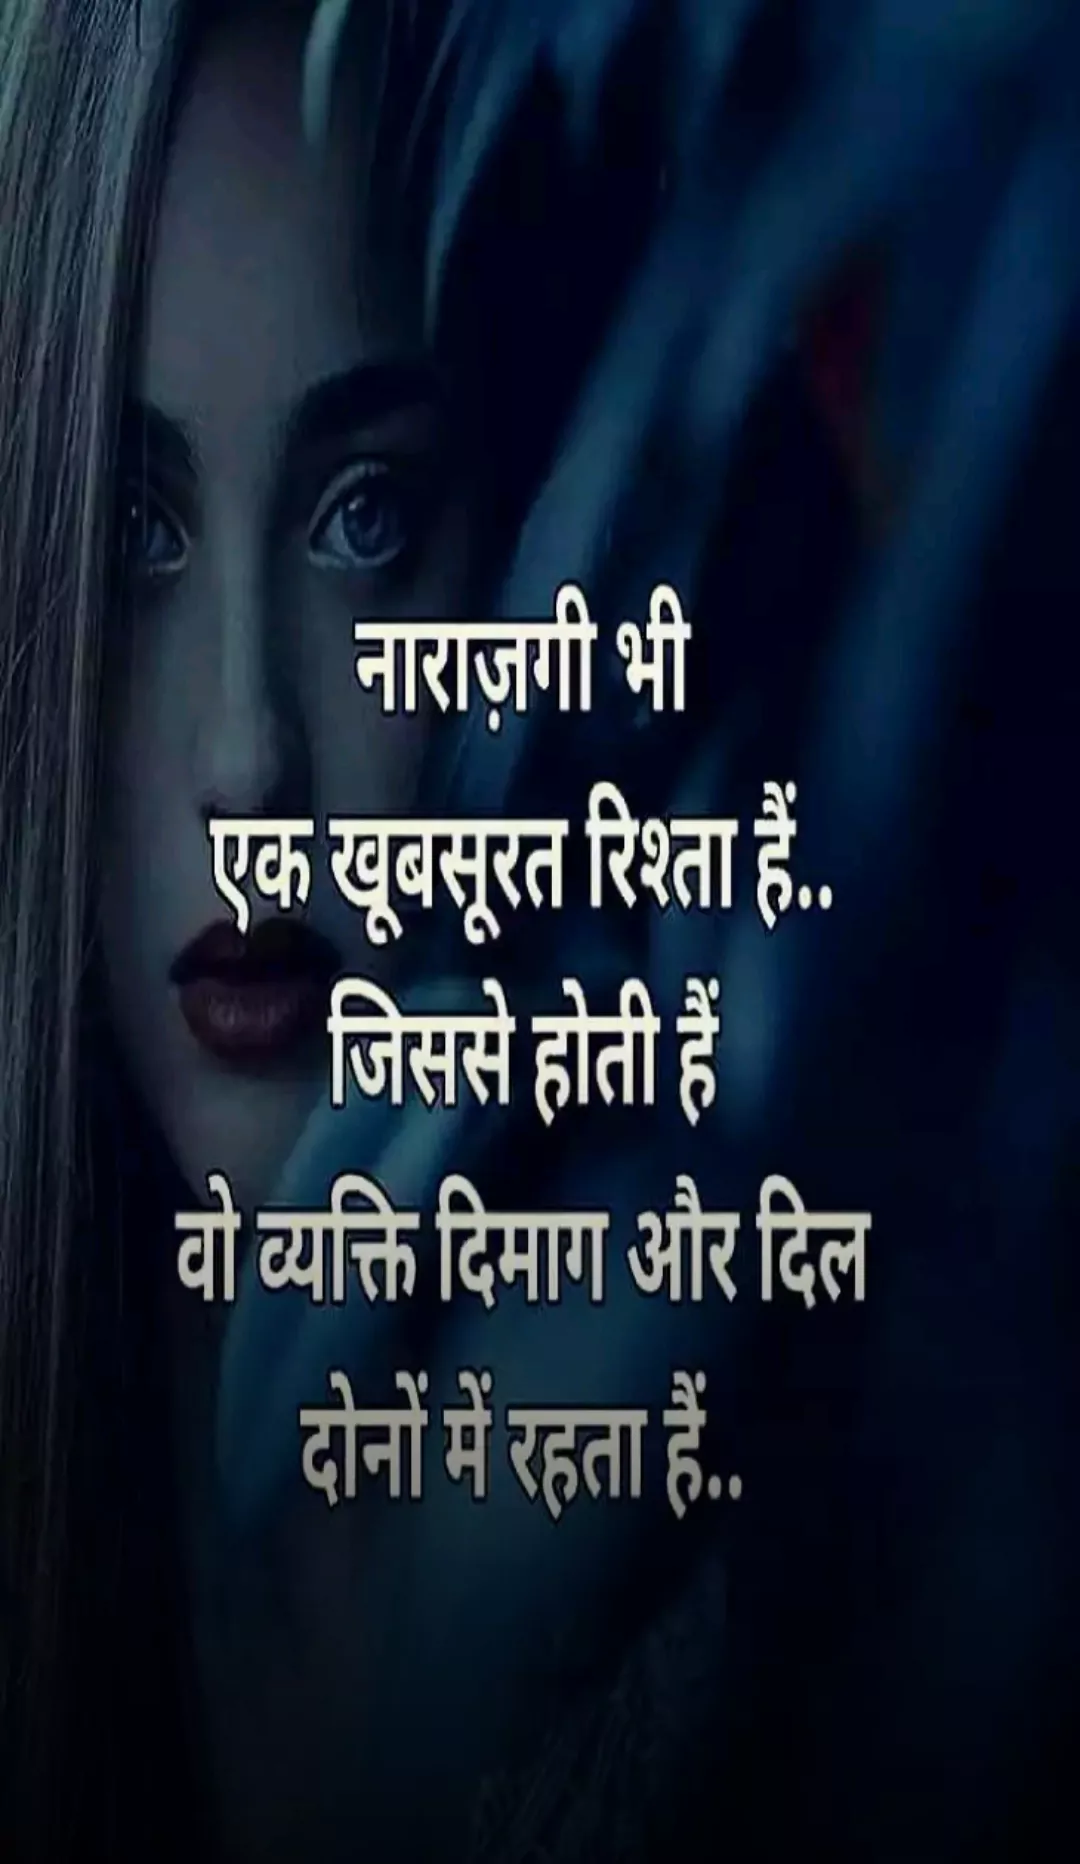 नाराज़गी भी
एक खूबसूरत रिश्ता हैं..
जिससे होती हैं
वो व्यक्ति दिमाग और दिल
दोनों में रहता हैं..